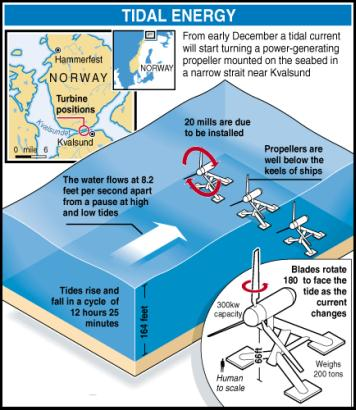 TIDAL ENERGY
Hammerfest
NORWAY
Turbine
positions
Kvalsundet
Kvalsund
0 mile 6
NORWAY
From early December a tidal current
will start turning a power-generating
propeller mounted on the seabed in
a narrow strait near Kvalsund
20 mills are due
to be installed
Propellers are
well below the
keels of ships
The water flows at 8.2
feet per second apart
from a pause at high
and low tides
Tides rise and
fall in a cycle of
12 hours 25
minutes
164 feet
Blades rotate
180 to face the
tide as the
current
changes
300kw
capacity
66ft
Weighs
200 tons
Human
to scale